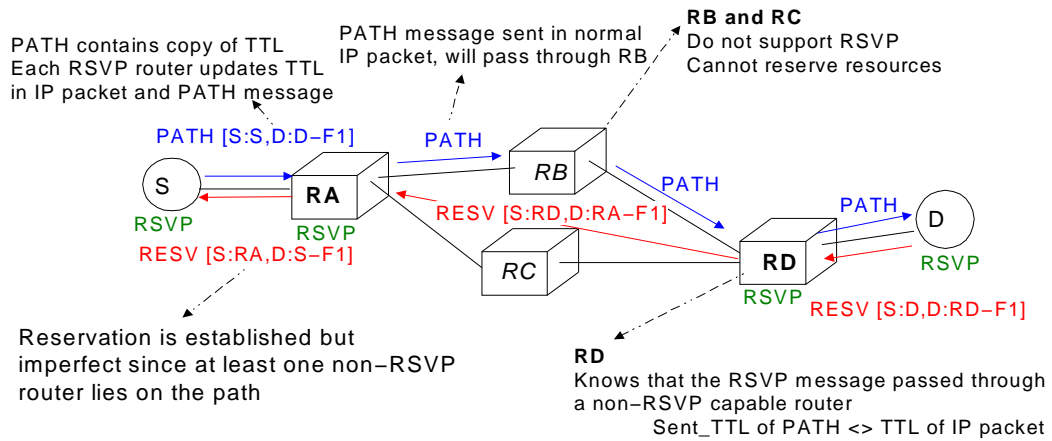 PATH contains copy of TTL
Each RSVP router updates TTL
in IP packet and PATH message
PATH message sent in normal
IP packet, will pass through RB
RB and RC
Do not support RSVP
Cannot reserve resources
PATH [S:S,D:D−F1]
PATH
S
RA
RB
PATH
PATH
D
RSVP
RSVP
RESV [S:RD,D:RA−F1]
RESV [S:RA,D:S−F1]
RC
RD
RSVP
RSVP
RESV [S:D,D:RD−F1]
Reservation is established but
imperfect since at least one non−RSVP
router lies on the path
RD
Knows that the RSVP message passed through
a non−RSVP capable router
Sent_TTL of PATH <> TTL of IP packet